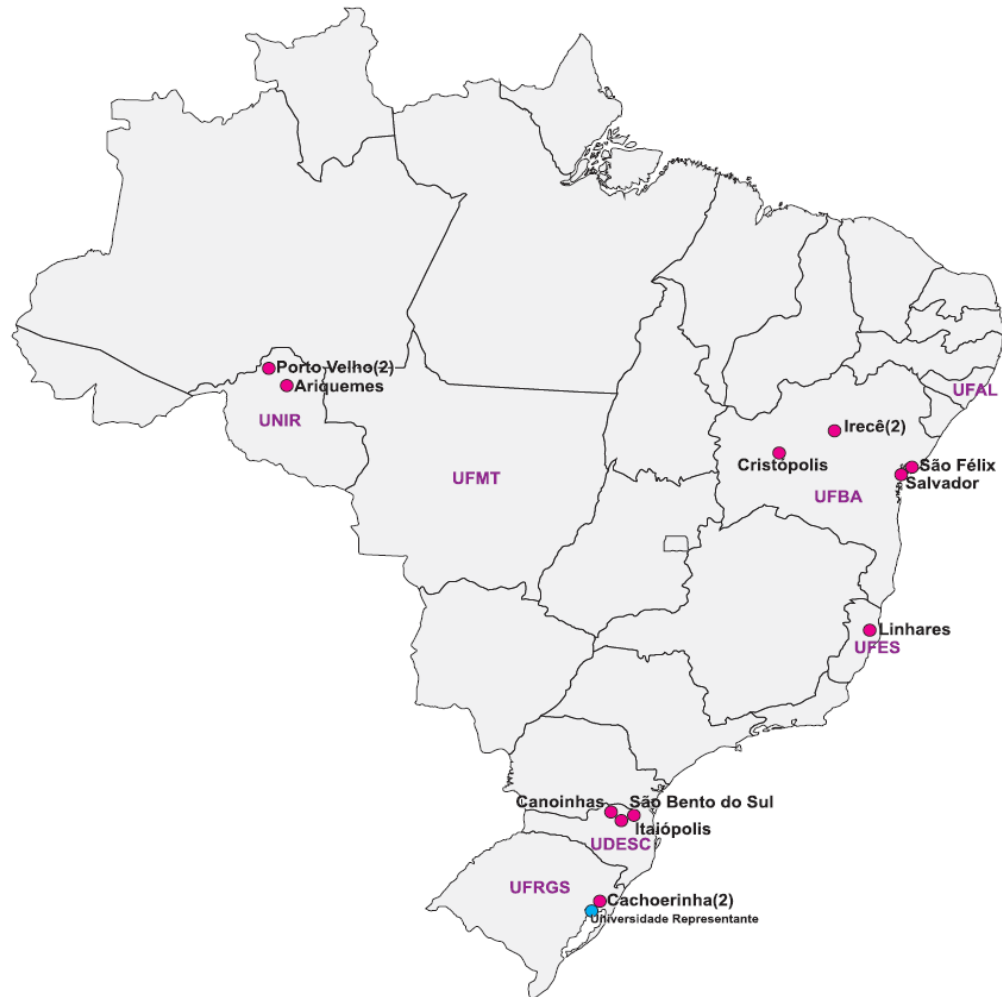 Porto Velho(2)
Ariquemes
UNIR
UFAL
Irecê(2)
Cristópolis
São Félix
Salvador
UFMT
UFBA
Linhares
UFES
Canoinhas
São Bento do Sul
Itaiópolis
UDESC
UFRGS
Cachoerinha(2)
Universidade Representante